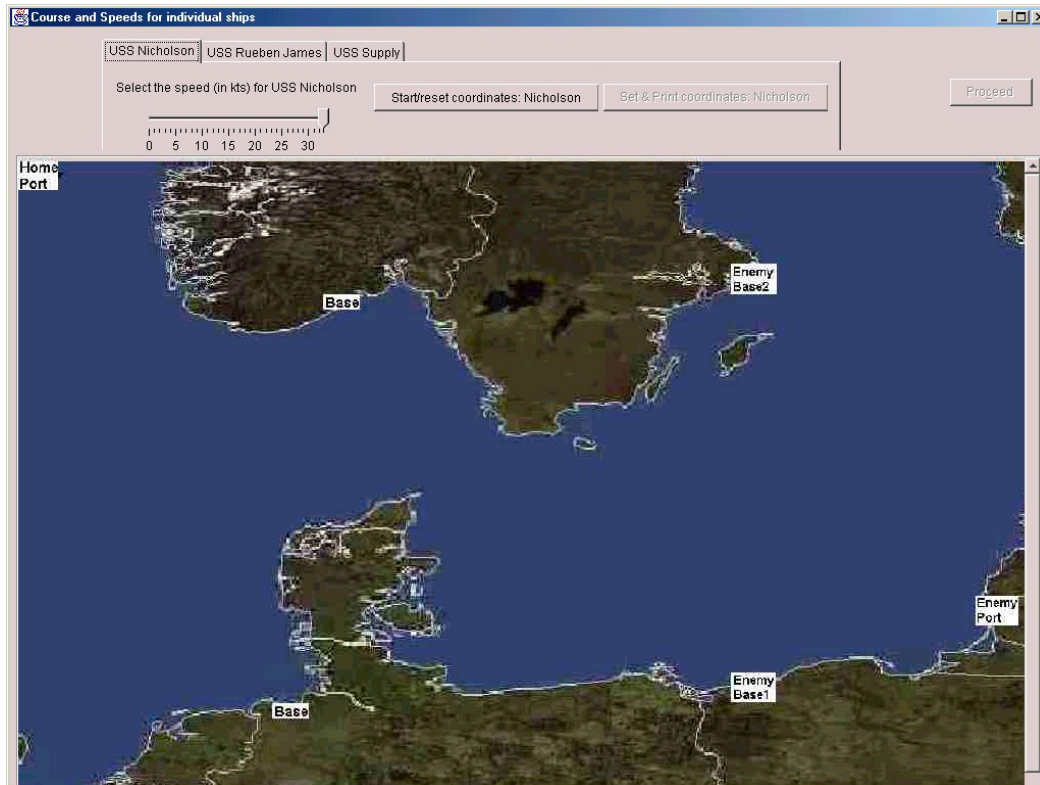 Course and Speeds for individual ships
USS Nicholson
USS Rueben James
USS Supply
Select the speed (in kts) for USS Nicholson
Start/reset coordinates: Nicholson
Set & Print coordinates: Nicholson
Proceed
0 5 10 15 20 25 30
Home
Port
Enemy
Base2
Base
Enemy
Port
Enemy
Base1
Base